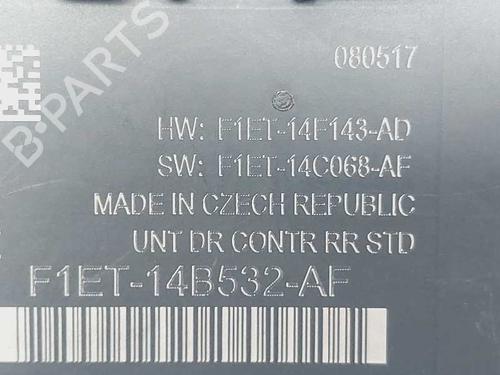 B-PARTS
080517
HW: F1ET-14F143-AD
SW: F1ET-14C068-AF
MADE IN CZECH REPUBLIC
UNT DR CONTR RR STD
F1ET-14B532-AF